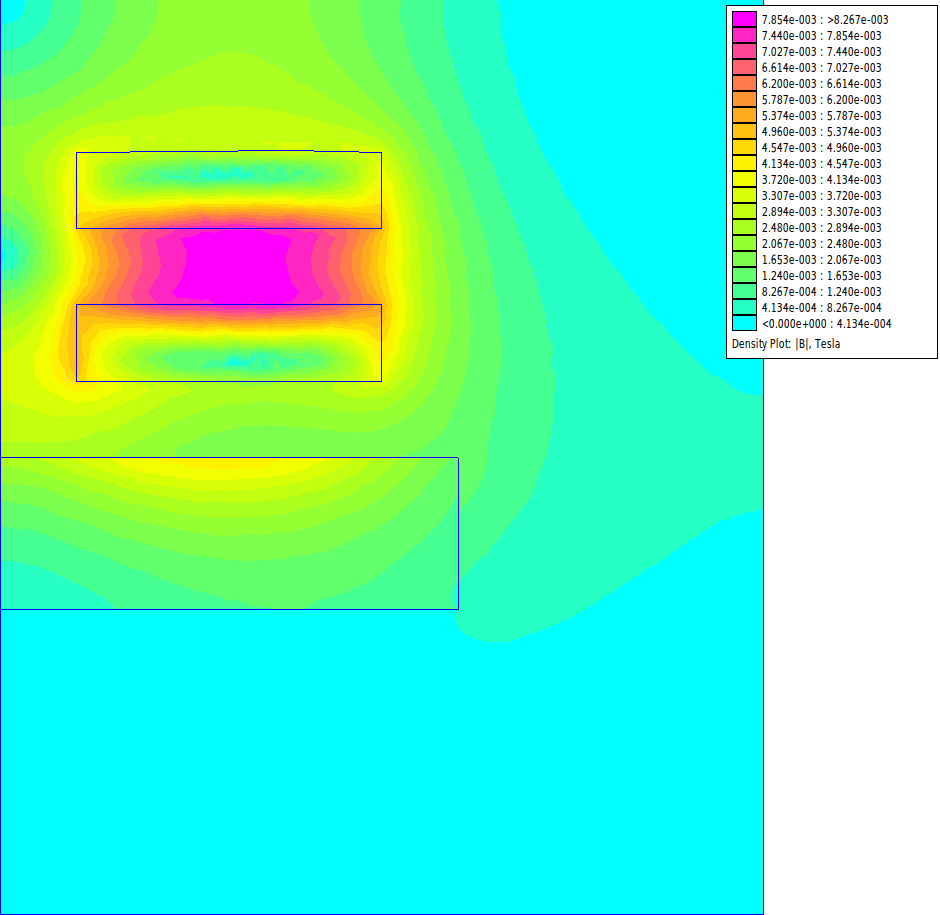 7.854e-003 : >8.267e-003
7.440e-003 : 7.854e-003
7.027e-003 : 7.440e-003
6.614e-003 : 7.027e-003
6.200e-003 : 6.614e-003
5.787e-003 : 6.200e-003
5.374e-003 : 5.787e-003
4.960e-003 : 5.374e-003
4.547e-003 : 4.960e-003
4.134e-003 : 4.547e-003
3.720e-003 : 4.134e-003
3.307e-003 : 3.720e-003
2.894e-003 : 3.307e-003
2.480e-003 : 2.894e-003
2.067e-003 : 2.480e-003
1.653e-003 : 2.067e-003
1.240e-003 : 1.653e-003
8.267e-004 : 1.240e-003
4.134e-004 : 8.267e-004
<0.000e+000 : 4.134e-004
Density Plot: |B|, Tesla